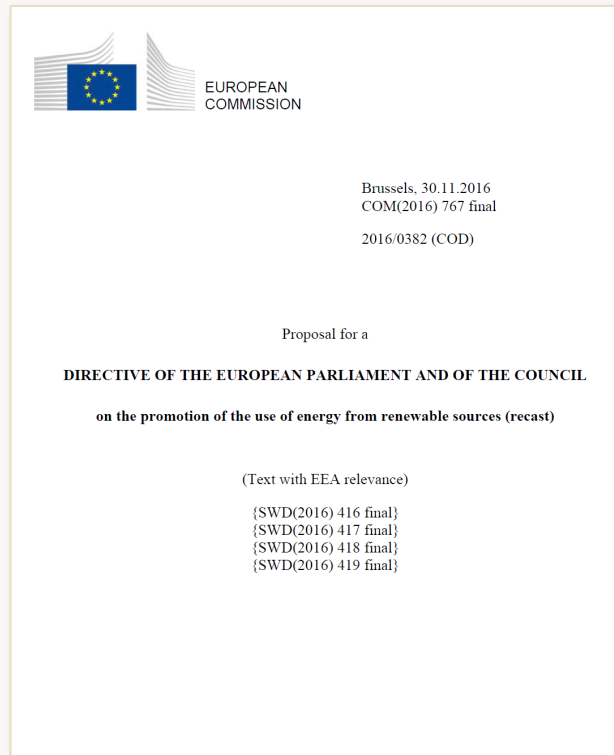 EUROPEAN
COMMISSION
Brussels, 30.11.2016
COM(2016) 767 final
2016/0382 (COD)
Proposal for a
DIRECTIVE OF THE EUROPEAN PARLIAMENT AND OF THE COUNCIL
on the promotion of the use of energy from renewable sources (recast)
(Text with EEA relevance)
{SWD(2016) 416 final}
{SWD(2016) 417 final}
{SWD(2016) 418 final}
{SWD(2016) 419 final}